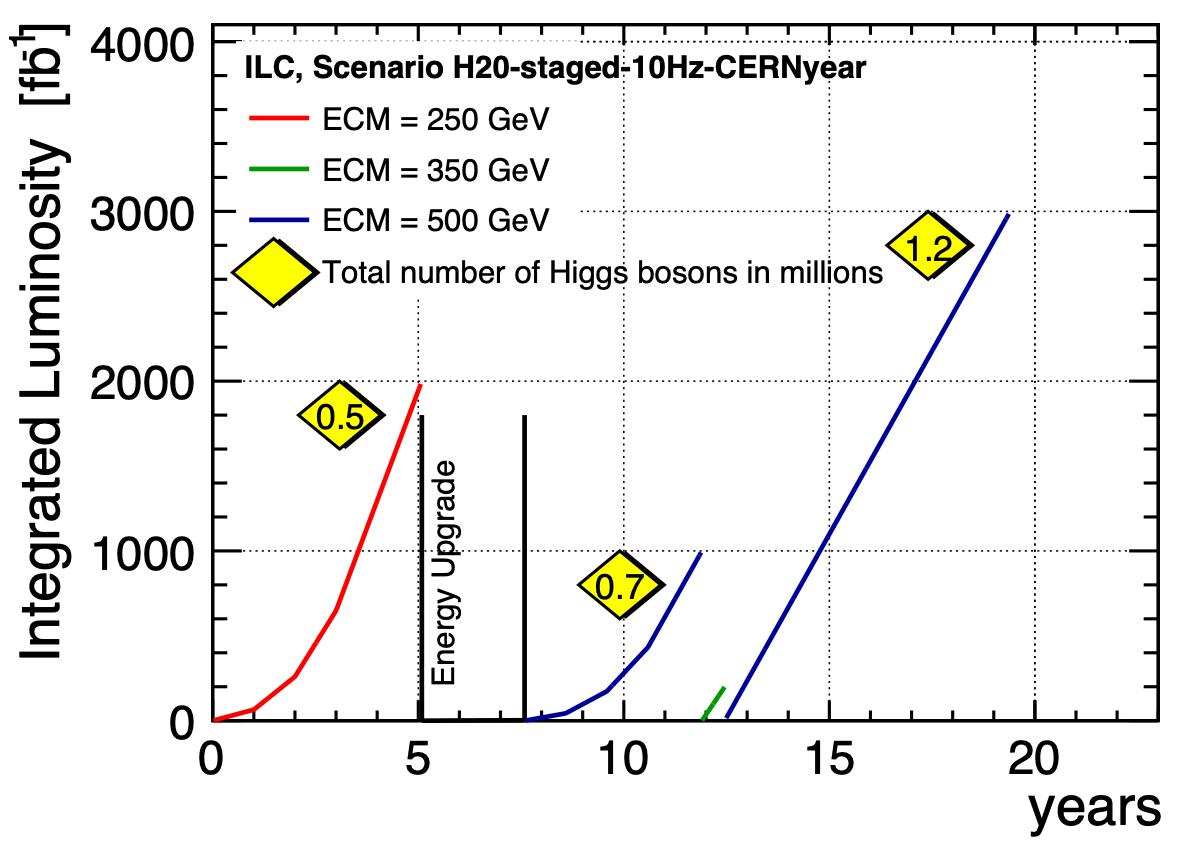 Integrated Luminosity [fb-1]
4000
3000
2000
1000
0
ILC, Scenario H20-staged-10Hz-CERNyear
ECM = 250 GeV
ECM = 350 GeV
ECM = 500 GeV
Total number of Higgs bosons in millions
1.2
0.5
Energy Upgrade
0.7
0 5 10 15 20
years